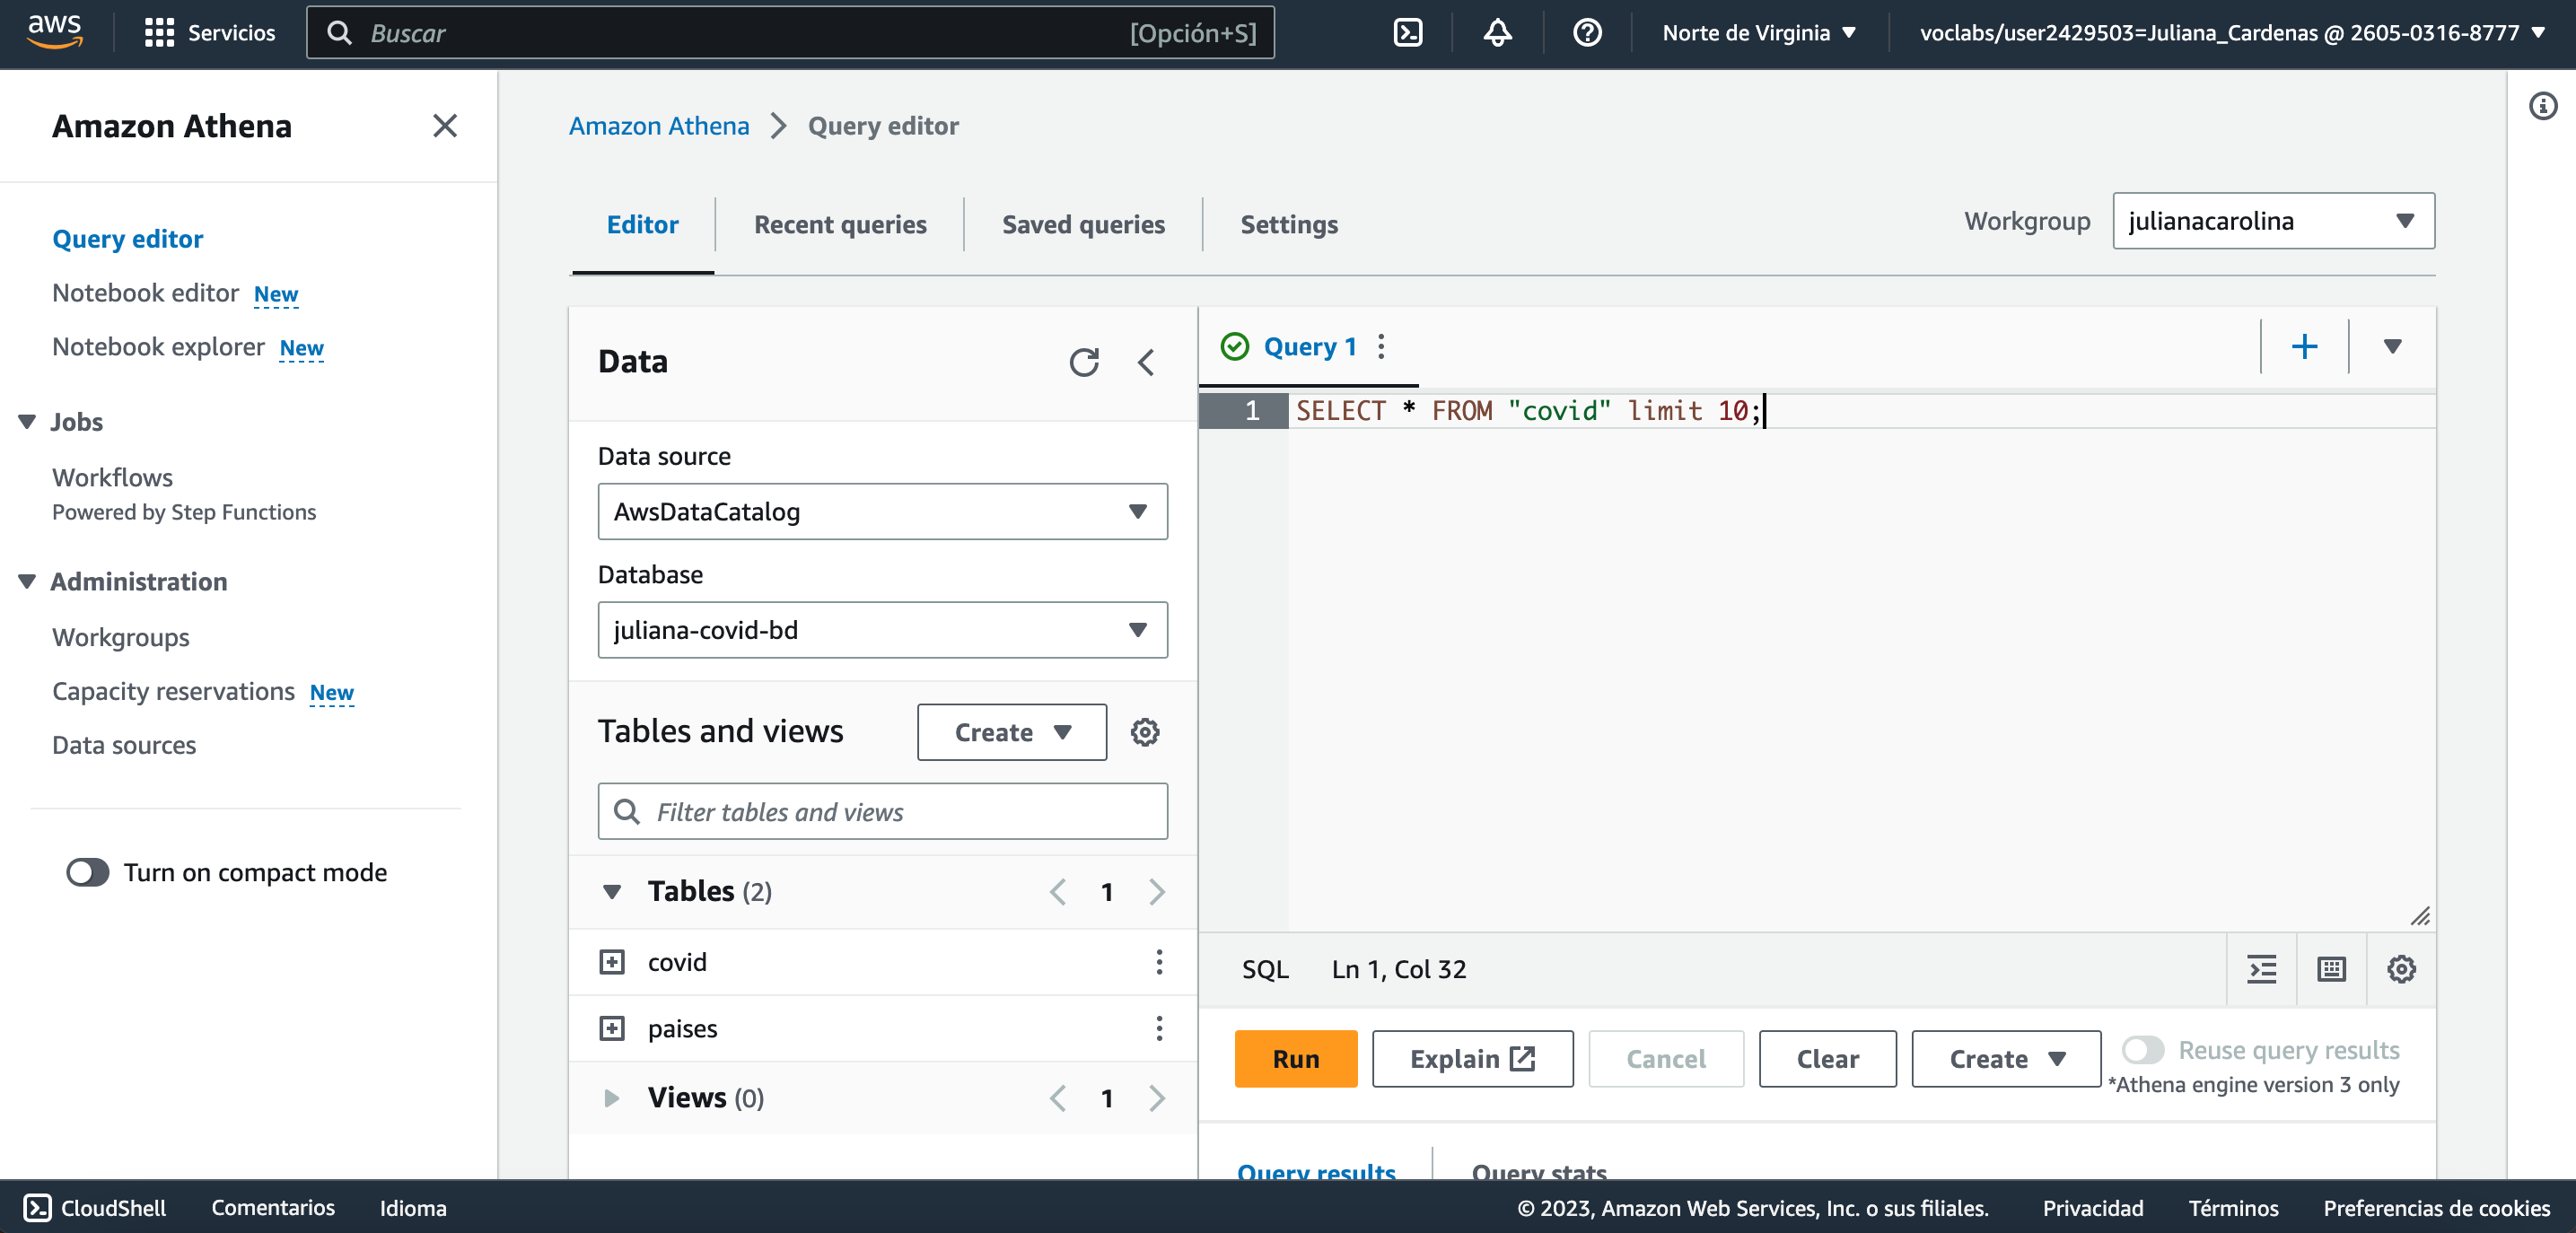 aws Servicios Buscar [Opción+S] Norte de Virginia voclabs/user2429503=Juliana_Cardenas @ 2605-0316-8777
Amazon Athena
Query editor
Notebook editor New
Notebook explorer New
Jobs
Workflows
Powered by Step Functions
Administration
Workgroups
Capacity reservations New
Data sources
Turn on compact mode
Amazon Athena Query editor
Editor Recent queries Saved queries Settings
Workgroup julianacarolina
Data
Data source
AwsDataCatalog
Database
juliana-covid-bd
Tables and views Create
Filter tables and views
Tables (2) 1
covid
paises
Views (0) 1
Query 1
1 SELECT * FROM "covid" limit 10;
SQL Ln 1, Col 32
Run Explain Cancel Clear Create Reuse query results
*Athena engine version 3 only
Query results Query stats
CloudShell Comentarios Idioma © 2023, Amazon Web Services, Inc. o sus filiales. Privacidad Términos Preferencias de cookies